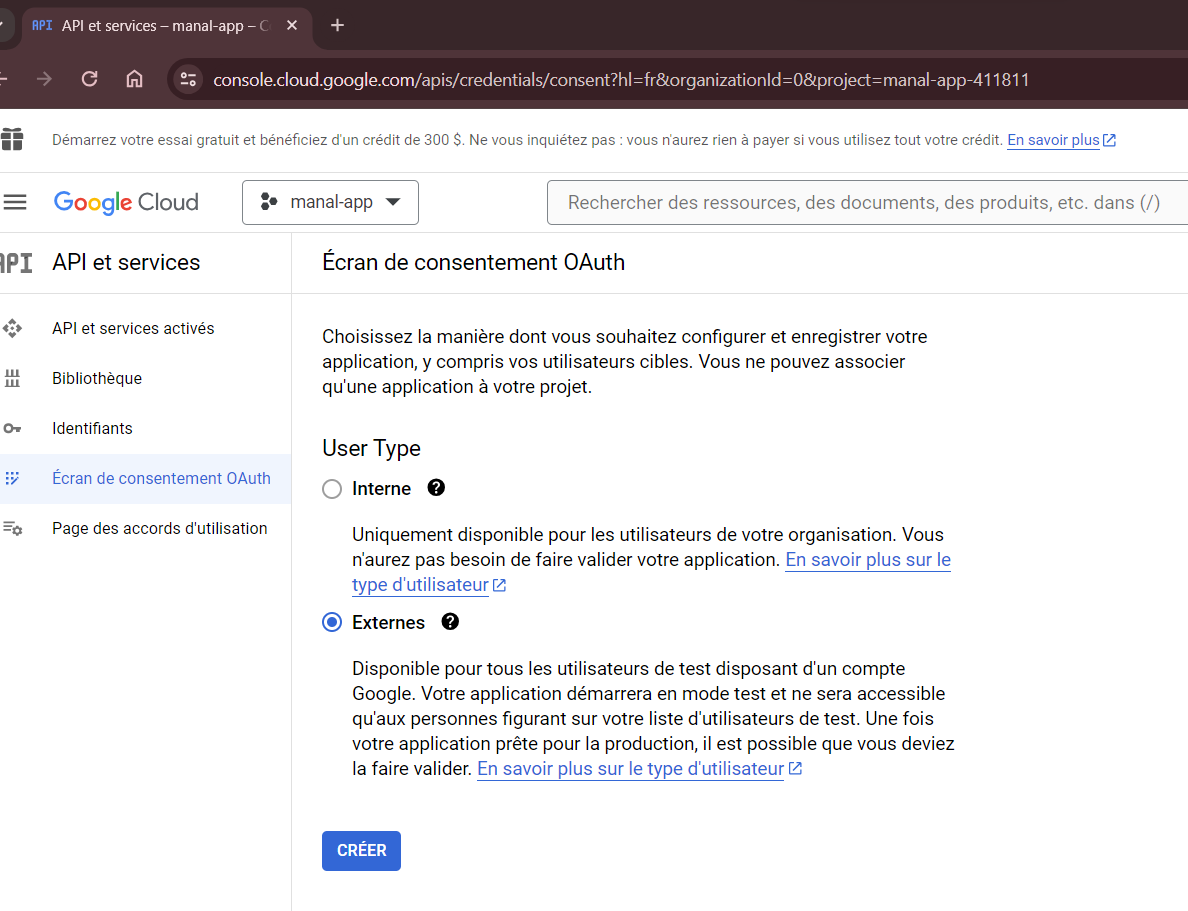 API API et services – manal-app – C
console.cloud.google.com/apis/credentials/consent?hl=fr&organizationId=0&project=manal-app-411811
Démarrez votre essai gratuit et bénéficiez d'un crédit de 300 $. Ne vous inquiétez pas : vous n'aurez rien à payer si vous utilisez tout votre crédit. En savoir plus
Google Cloud
manal-app
Rechercher des ressources, des documents, des produits, etc. dans (/)
API API et services
Écran de consentement OAuth
API et services activés
Bibliothèque
Identifiants
Écran de consentement OAuth
Page des accords d'utilisation
Choisissez la manière dont vous souhaitez configurer et enregistrer votre
application, y compris vos utilisateurs cibles. Vous ne pouvez associer
qu'une application à votre projet.
User Type
Interne
Uniquement disponible pour les utilisateurs de votre organisation. Vous
n'aurez pas besoin de faire valider votre application. En savoir plus sur le
type d'utilisateur
Externes
Disponible pour tous les utilisateurs de test disposant d'un compte
Google. Votre application démarrera en mode test et ne sera accessible
qu'aux personnes figurant sur votre liste d'utilisateurs de test. Une fois
votre application prête pour la production, il est possible que vous deviez
la faire valider. En savoir plus sur le type d'utilisateur
CRÉER